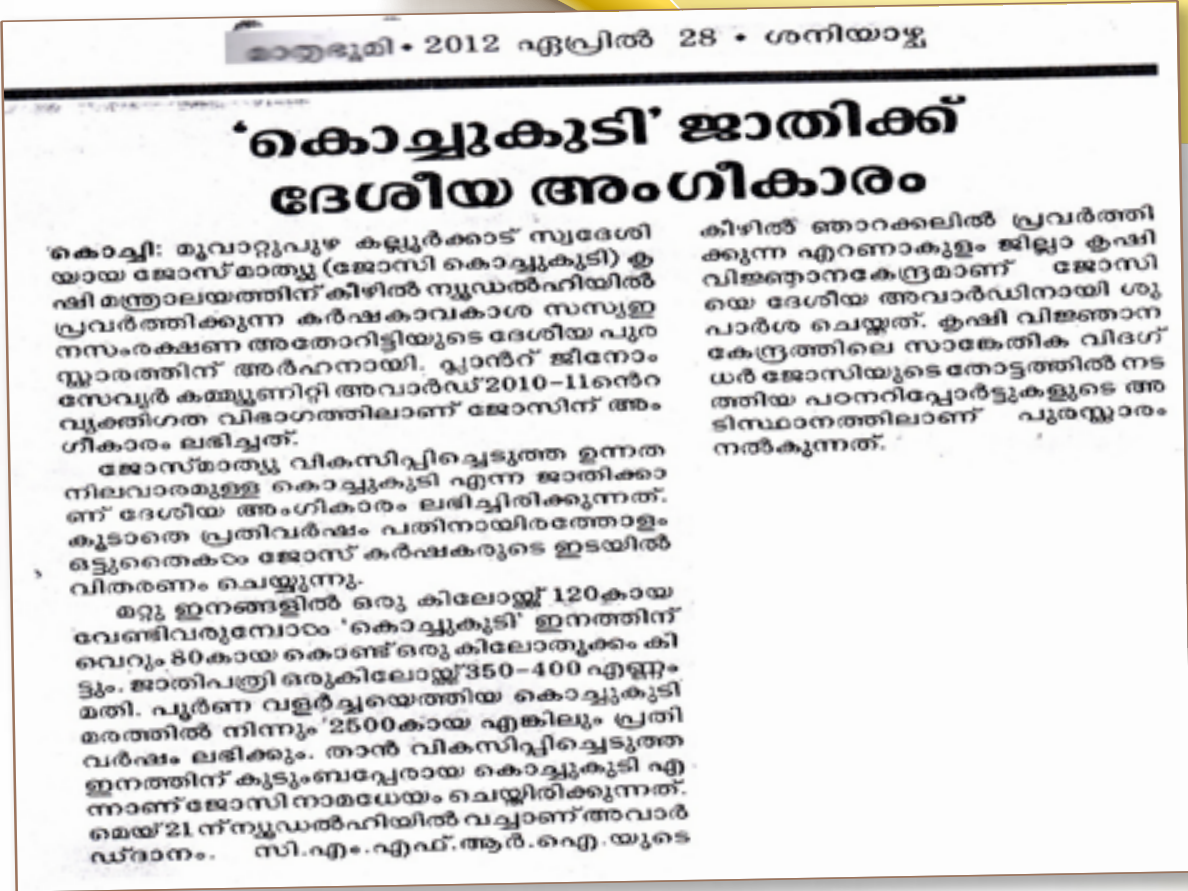 മാതൃഭൂമി • 2012 ഏപ്രിൽ 28 • ശനിയാഴ്ച
‘കൊച്ചുകുടി’ ജാതിക്ക്
ദേശീയ അംഗീകാരം
കൊച്ചി: മൂവാറ്റുപുഴ കല്ലൂർക്കാട് സ്വദേശി
യായ ജോസ് മാത്യു (ജോസി കൊച്ചുകുടി) കൃ
ഷി മന്ത്രാലയത്തിന് കീഴിൽ ന്യൂഡൽഹിയിൽ
പ്രവർത്തിക്കുന്ന കർഷകാവകാശ സസ്യഇ
നസംരക്ഷണ അതോറിട്ടിയുടെ ദേശീയ പുര
സ്കാരത്തിന് അർഹനായി. പ്ലാൻറ് ജീനോം
സേവ്യർ കമ്മ്യൂണിറ്റി അവാർഡ് 2010-11ൻെറ
വ്യക്തിഗത വിഭാഗത്തിലാണ് ജോസിന് അം
ഗീകാരം ലഭിച്ചത്.
ജോസ്മാത്യു വികസിപ്പിച്ചെടുത്ത ഉന്നത
നിലവാരമുള്ള കൊച്ചുകുടി എന്ന ജാതിക്കാ
ണ് ദേശീയ അംഗീകാരം ലഭിച്ചിരിക്കുന്നത്.
കൂടാതെ പ്രതിവർഷം പതിനായിരത്തോളം
ഒട്ടുതൈകൾ ജോസ് കർഷകരുടെ ഇടയിൽ
വിതരണം ചെയ്യുന്നു.
മറ്റു ഇനങ്ങളിൽ ഒരു കിലോയ്ക്ക് 120കായ
വേണ്ടിവരുമ്പോൾ ‘കൊച്ചുകുടി’ ഇനത്തിന്
വെറും 80കായ കൊണ്ട് ഒരു കിലോതൂക്കം കി
ട്ടും. ജാതിപത്രി ഒരുകിലോയ്ക്ക് 350-400 എണ്ണം
മതി. പൂർണ വളർച്ചയെത്തിയ കൊച്ചുകുടി
മരത്തിൽ നിന്നും 2500കായ എങ്കിലും പ്രതി
വർഷം ലഭിക്കും. താൻ വികസിപ്പിച്ചെടുത്ത
ഇനത്തിന് കുടുംബപ്പേരായ കൊച്ചുകുടി എ
ന്നാണ് ജോസി നാമധേയം ചെയ്തിരിക്കുന്നത്.
മെയ് 21 ന് ന്യൂഡൽഹിയിൽ വച്ചാണ് അവാർ
ഡ്ദാനം. സി.എം.എഫ്.ആർ.ഐ.യുടെ
കീഴിൽ ഞാറക്കലിൽ പ്രവർത്തി
ക്കുന്ന എറണാകുളം ജില്ലാ കൃഷി
വിജ്ഞാനകേന്ദ്രമാണ് ജോസി
യെ ദേശീയ അവാർഡിനായി ശു
പാർശ ചെയ്തത്. കൃഷി വിജ്ഞാന
കേന്ദ്രത്തിലെ സാങ്കേതിക വിദഗ്
ധർ ജോസിയുടെ തോട്ടത്തിൽ നട
ത്തിയ പഠനറിപ്പോർട്ടുകളുടെ അ
ടിസ്ഥാനത്തിലാണ് പുരസ്കാരം
നൽകുന്നത്.